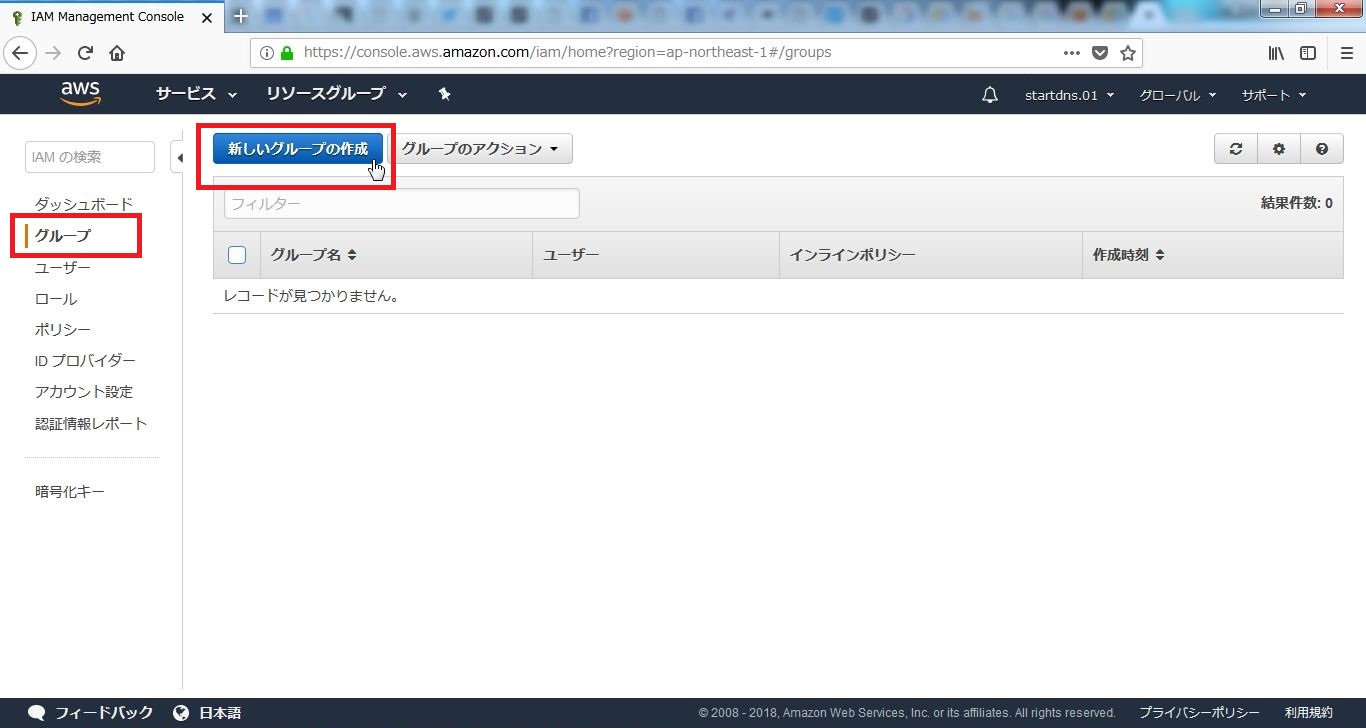 IAM Management Console
https://console.aws.amazon.com/iam/home?region=ap-northeast-1#/groups
aws サービス リソースグループ startdns.01 グローバル サポート
IAM の検索
新しいグループの作成 グループのアクション
ダッシュボード
グループ
ユーザー
ロール
ポリシー
ID プロバイダー
アカウント設定
認証情報レポート
暗号化キー
フィルター 結果件数: 0
グループ名 ユーザー インラインポリシー 作成時刻
レコードが見つかりません。
フィードバック 日本語 © 2008 - 2018, Amazon Web Services, Inc. or its affiliates. All rights reserved. プライバシーポリシー 利用規約